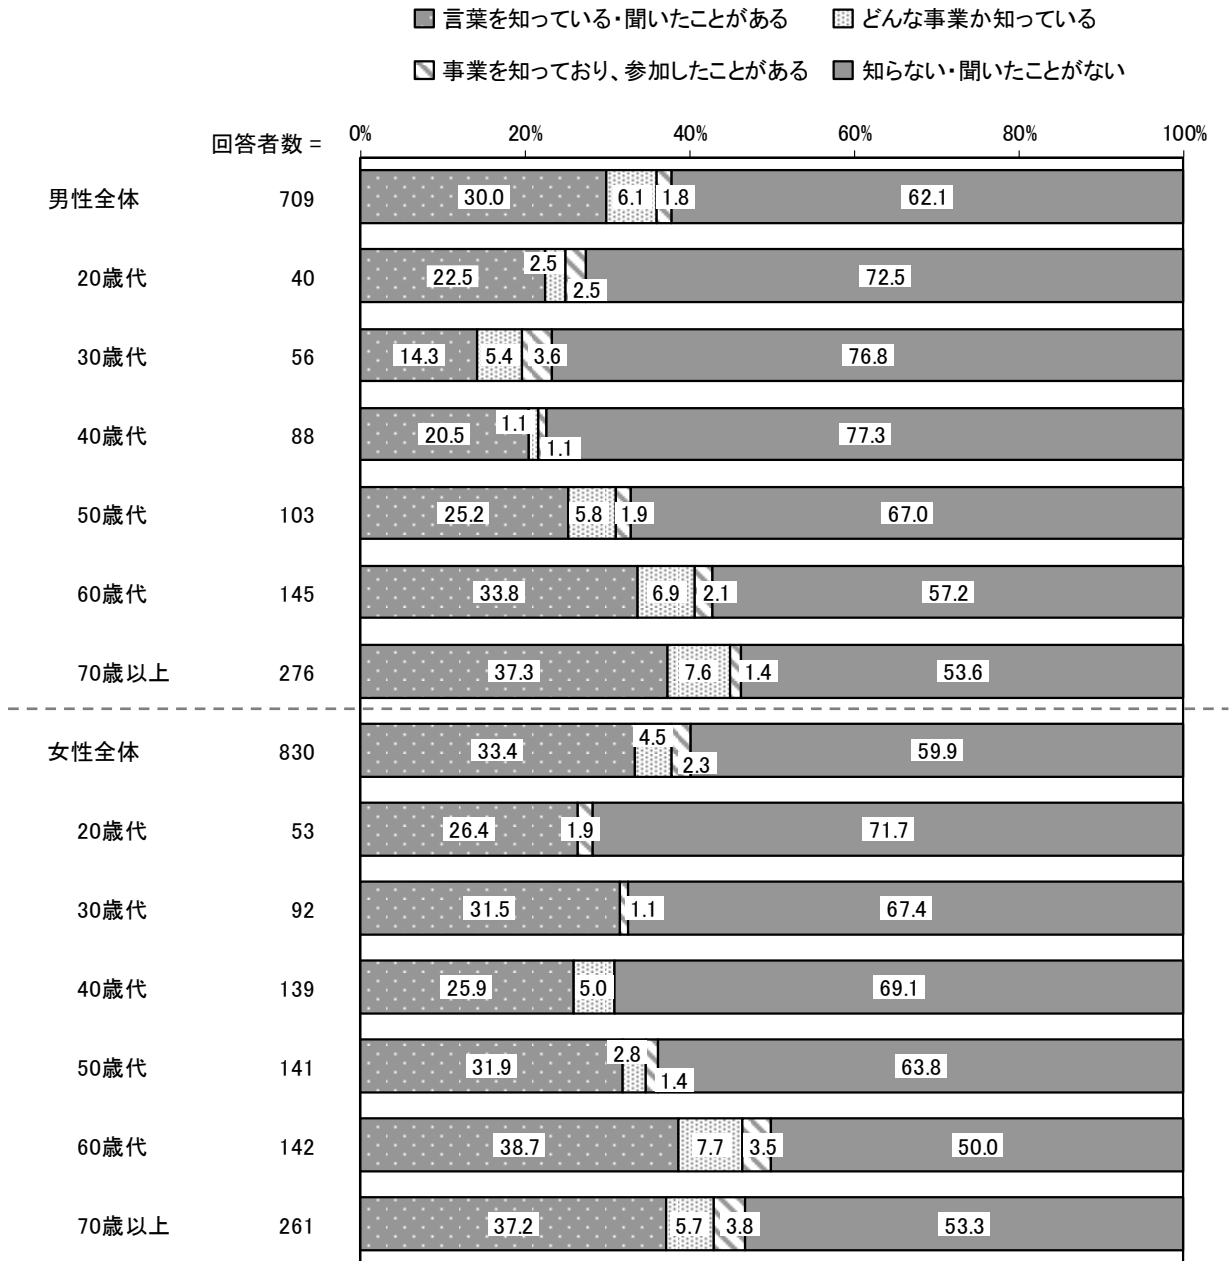 言葉を知っている・聞いたことがある どんな事業か知っている
事業を知っており、参加したことがある 知らない・聞いたことがない
回答者数 = 0% 20% 40% 60% 80% 100%
男性全体 709 30.0 6.1 1.8 62.1
20歳代 40 22.5 2.5 2.5 72.5
30歳代 56 14.3 5.4 3.6 76.8
40歳代 88 20.5 1.1 1.1 77.3
50歳代 103 25.2 5.8 1.9 67.0
60歳代 145 33.8 6.9 2.1 57.2
70歳以上 276 37.3 7.6 1.4 53.6
女性全体 830 33.4 4.5 2.3 59.9
20歳代 53 26.4 1.9 71.7
30歳代 92 31.5 1.1 67.4
40歳代 139 25.9 5.0 69.1
50歳代 141 31.9 2.8 1.4 63.8
60歳代 142 38.7 7.7 3.5 50.0
70歳以上 261 37.2 5.7 3.8 53.3